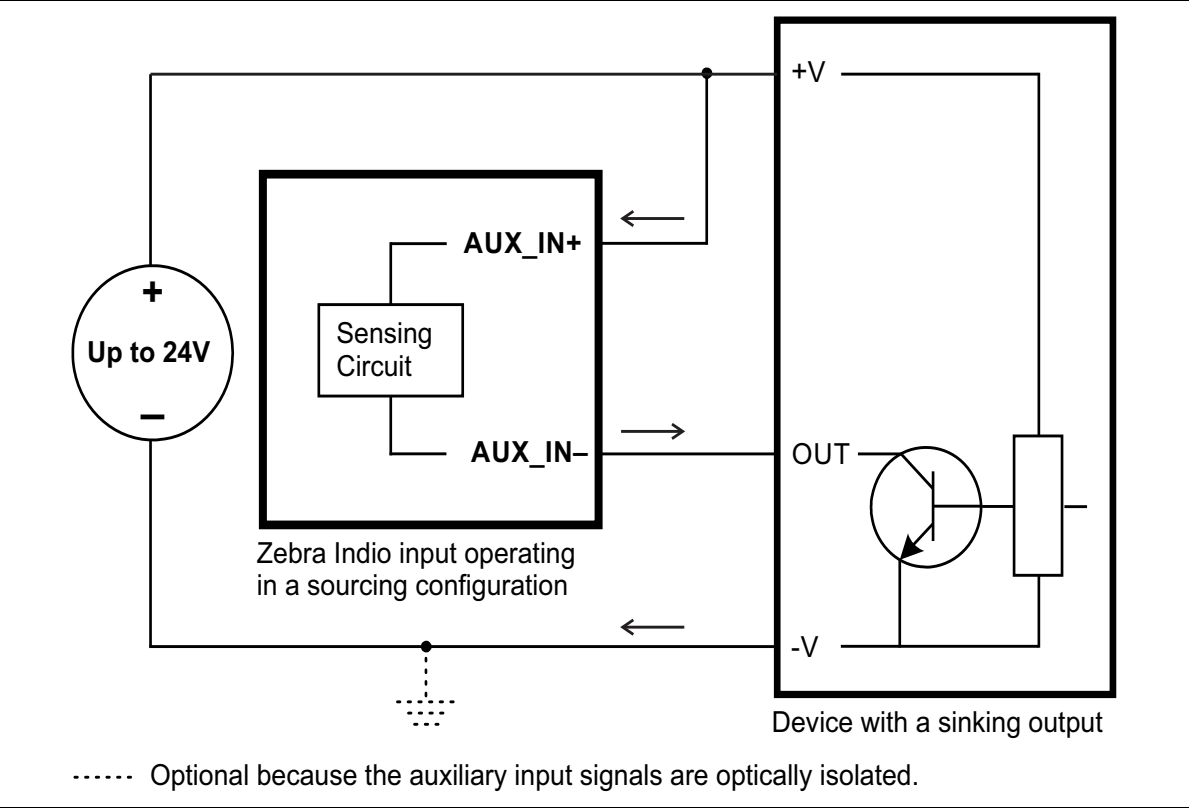 +V
AUX_IN+
+
Up to 24V
–
Sensing
Circuit
AUX_IN–
OUT
Zebra Indio input operating
in a sourcing configuration
-V
Device with a sinking output
Optional because the auxiliary input signals are optically isolated.